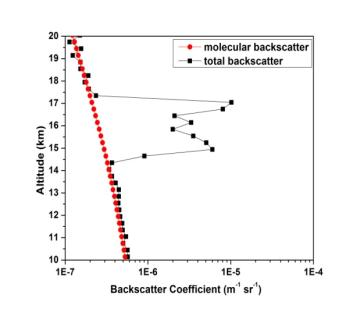 molecular backscatter
total backscatter
20
19
18
17
16
15
14
13
12
11
10
Altitude (km)
1E-7 1E-6 1E-5 1E-4
Backscatter Coefficient (m⁻¹ sr⁻¹)